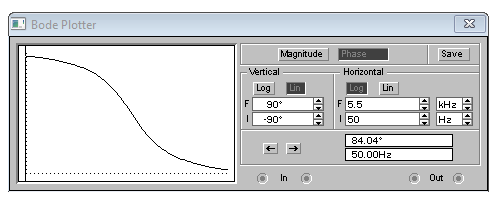 Bode Plotter
Magnitude Phase Save
Vertical Horizontal
Log Lin Log Lin
F 90° F 5.5 kHz
I -90° I 50 Hz
← → 84.04°
50.00Hz
In Out